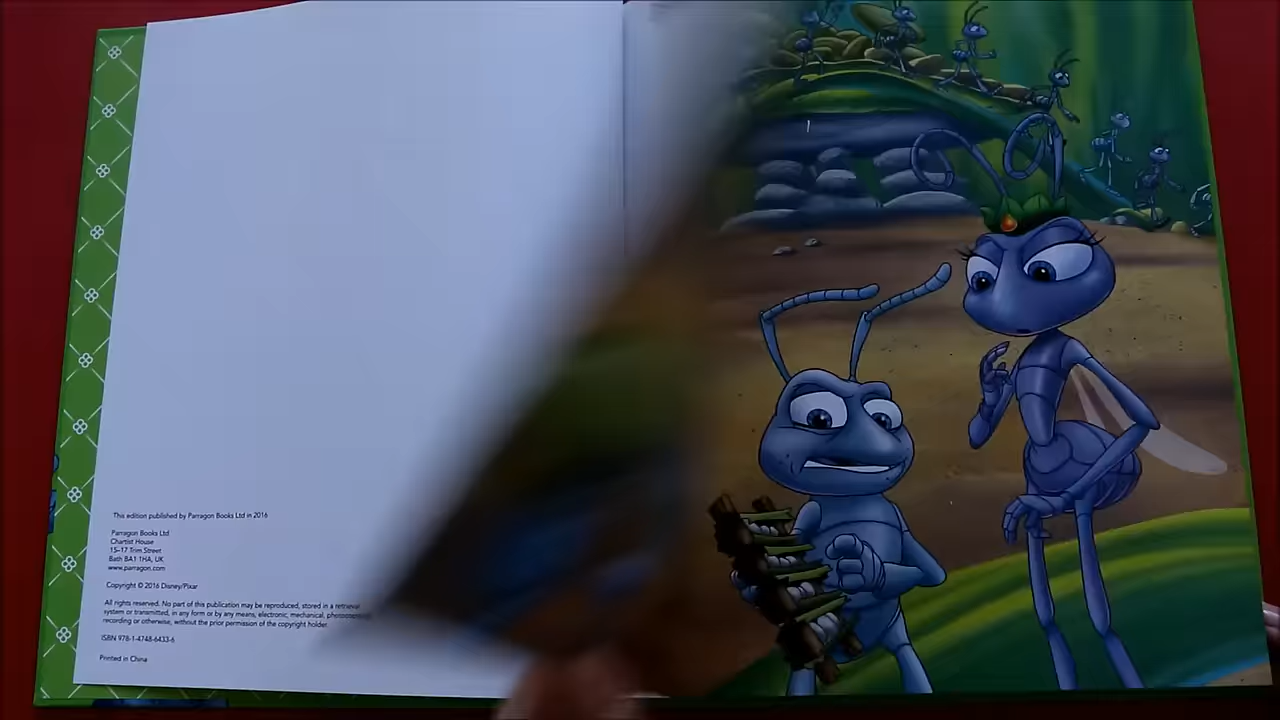 This edition published by Parragon Books Ltd in 2016
Parragon Books Ltd
Chartist House
15–17 Trim Street
Bath BA1 1HA, UK
www.parragon.com
Copyright © 2016 Disney/Pixar
All rights reserved. No part of this publication may be reproduced, stored in a retrieval
system or transmitted, in any form or by any means, electronic, mechanical,
recording or otherwise, without the prior permission of the copyright holder.
ISBN 978-1-4748-6433-6
Printed in China